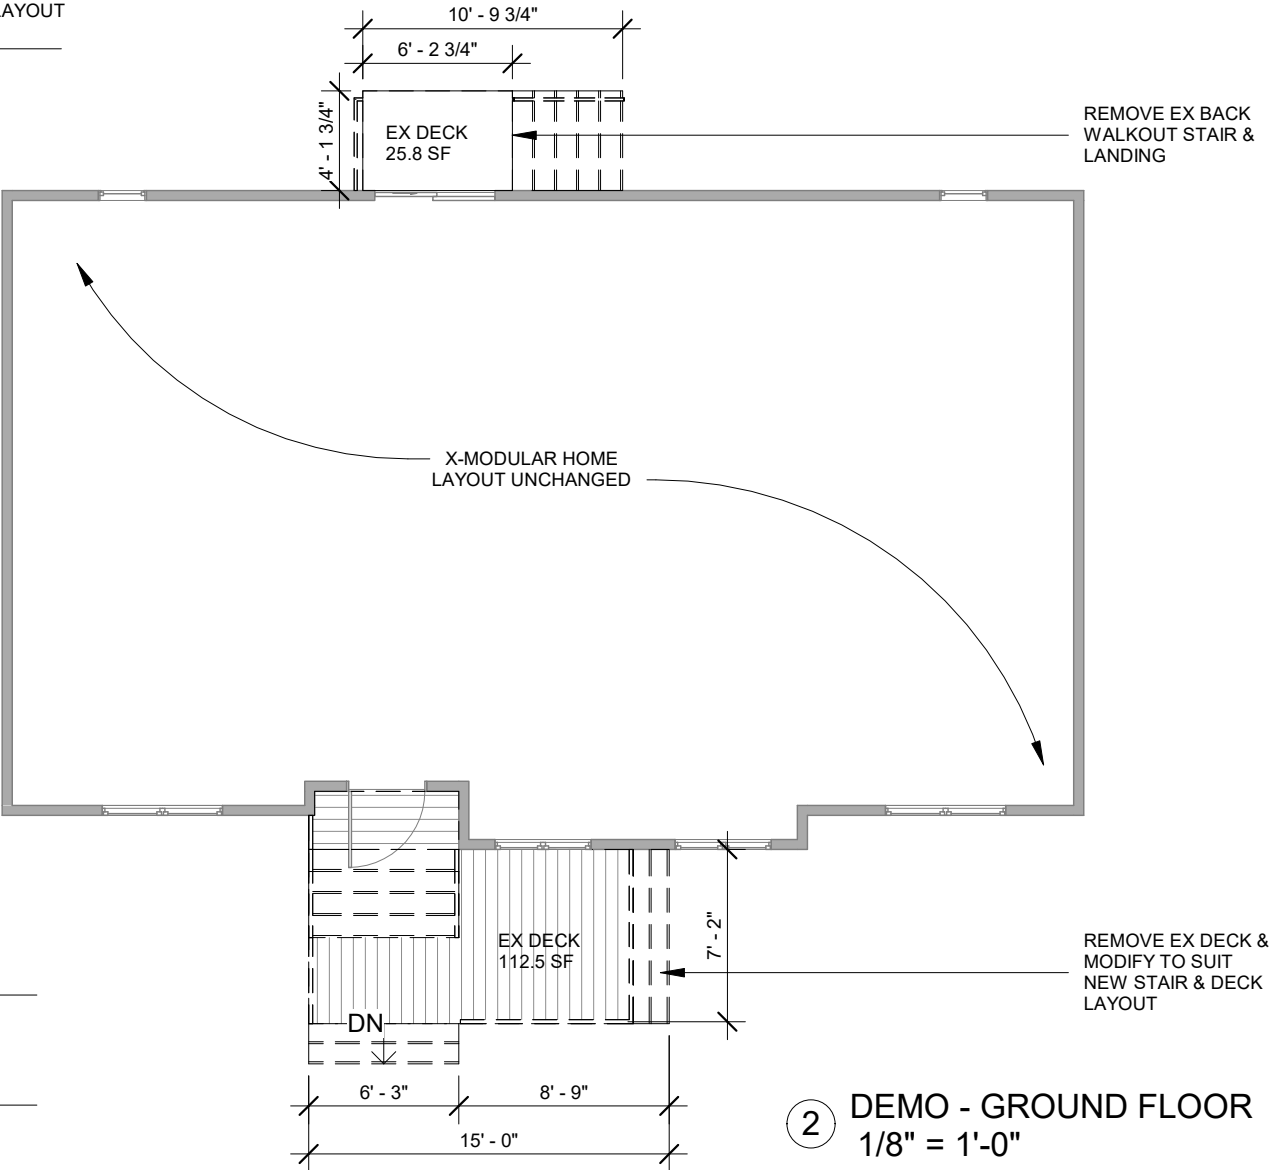 LAYOUT
10' - 9 3/4"
6' - 2 3/4"
4' - 1 3/4"
EX DECK
25.8 SF
REMOVE EX BACK
WALKOUT STAIR &
LANDING
X-MODULAR HOME
LAYOUT UNCHANGED
EX DECK
112.5 SF
7' - 2"
REMOVE EX DECK &
MODIFY TO SUIT
NEW STAIR & DECK
LAYOUT
DN
6' - 3"
8' - 9"
15' - 0"
2
DEMO - GROUND FLOOR
1/8" = 1'-0"